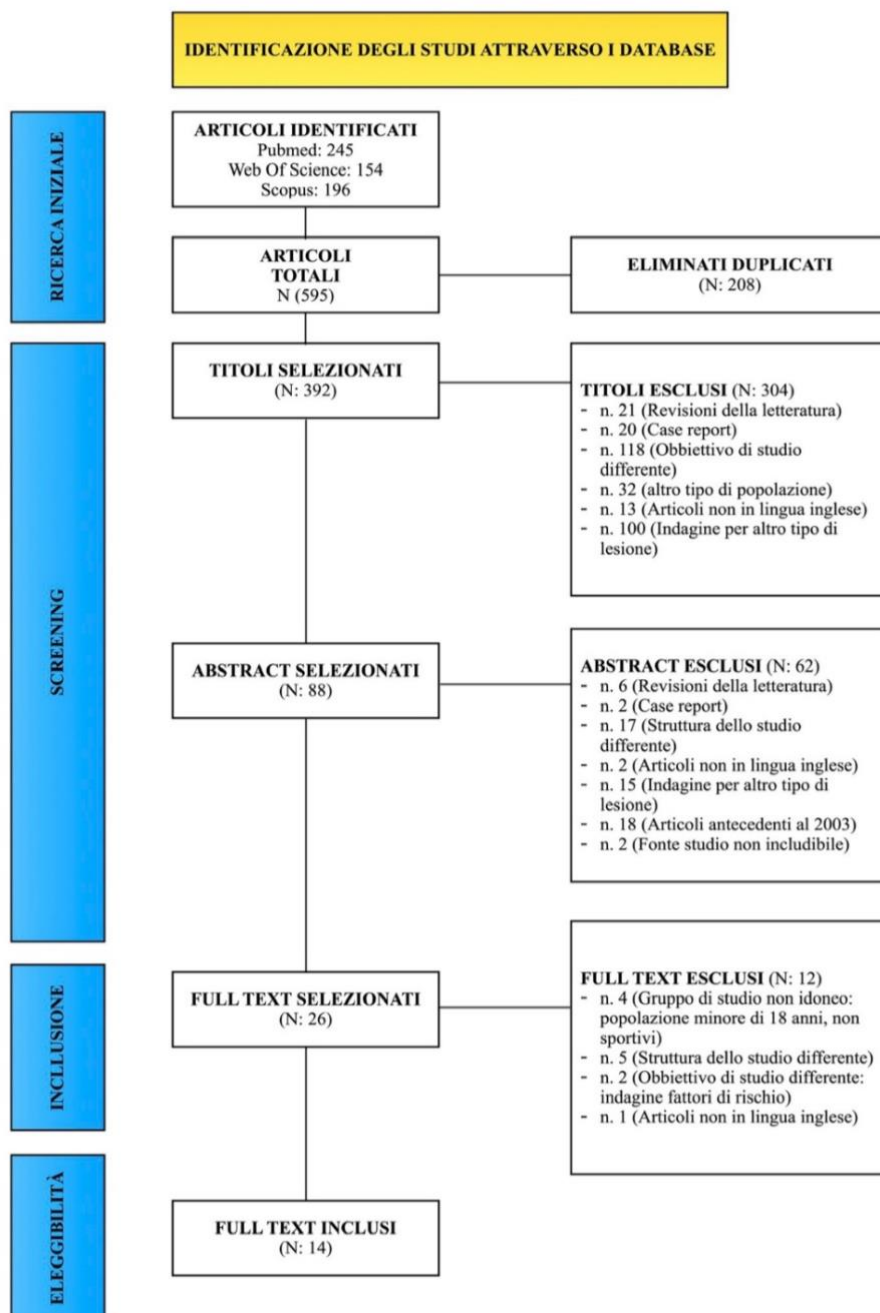 IDENTIFICAZIONE DEGLI STUDI ATTRAVERSO I DATABASE
RICERCA INIZIALE
ARTICOLI IDENTIFICATI
Pubmed: 245
Web Of Science: 154
Scopus: 196
ARTICOLI
TOTALI
N (595)
ELIMINATI DUPLICATI
(N: 208)
SCREENING
TITOLI SELEZIONATI
(N: 392)
TITOLI ESCLUSI (N: 304)
- n. 21 (Revisioni della letteratura)
- n. 20 (Case report)
- n. 118 (Obbiettivo di studio
differente)
- n. 32 (altro tipo di popolazione)
- n. 13 (Articoli non in lingua inglese)
- n. 100 (Indagine per altro tipo di
lesione)
ABSTRACT SELEZIONATI
(N: 88)
ABSTRACT ESCLUSI (N: 62)
- n. 6 (Revisioni della letteratura)
- n. 2 (Case report)
- n. 17 (Struttura dello studio
differente)
- n. 2 (Articoli non in lingua inglese)
- n. 15 (Indagine per altro tipo di
lesione)
- n. 18 (Articoli antecedenti al 2003)
- n. 2 (Fonte studio non includibile)
INCLLUSIONE
FULL TEXT SELEZIONATI
(N: 26)
FULL TEXT ESCLUSI (N: 12)
- n. 4 (Gruppo di studio non idoneo:
popolazione minore di 18 anni, non
sportivi)
- n. 5 (Struttura dello studio differente)
- n. 2 (Obbiettivo di studio differente:
indagine fattori di rischio)
- n. 1 (Articoli non in lingua inglese)
ELEGGIBILITÀ
FULL TEXT INCLUSI
(N: 14)